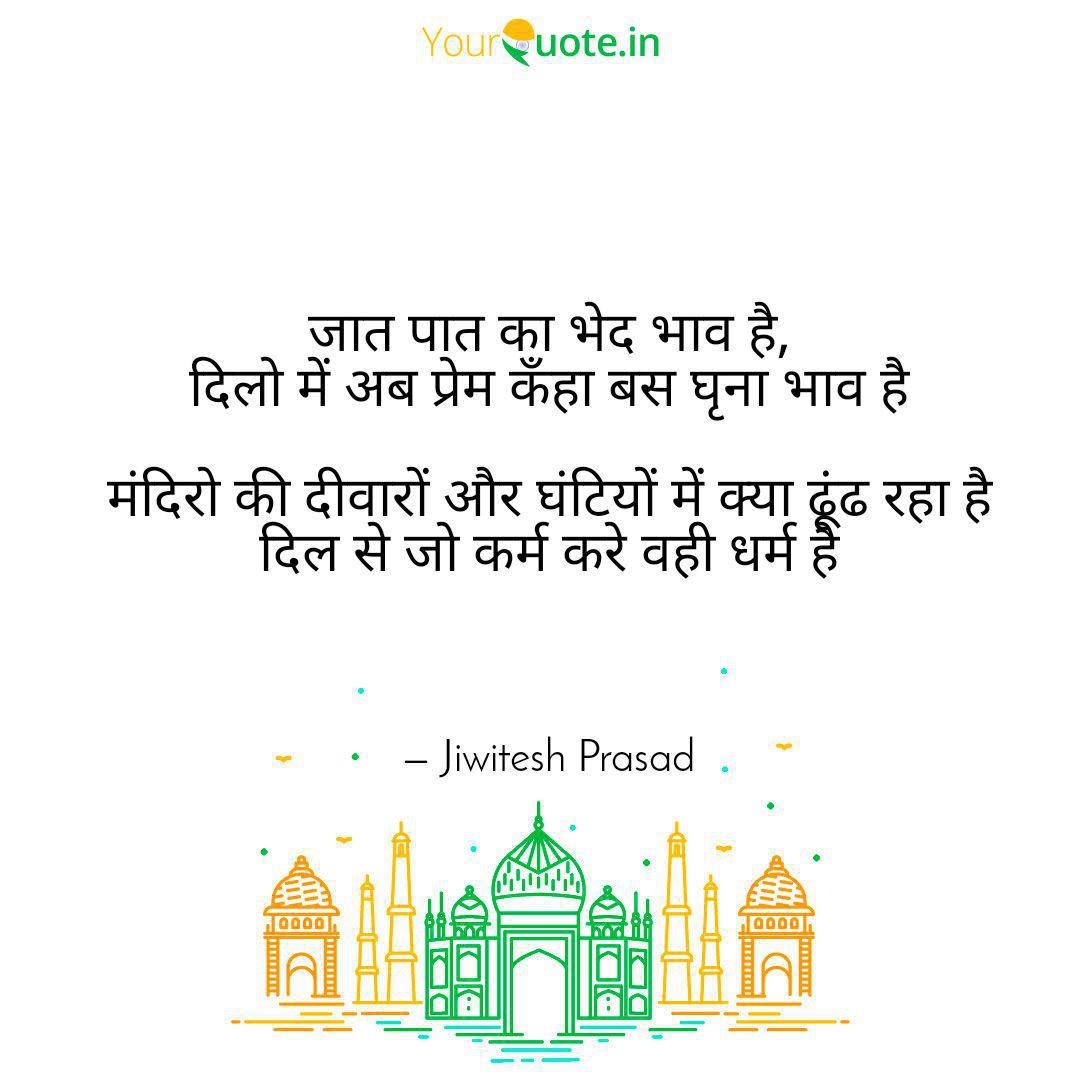 YourQuote.in
जात पात का भेद भाव है,
दिलो में अब प्रेम कँहा बस घृना भाव है
मंदिरो की दीवारों और घंटियों में क्या ढूंढ रहा है
दिल से जो कर्म करे वही धर्म है
– Jiwitesh Prasad